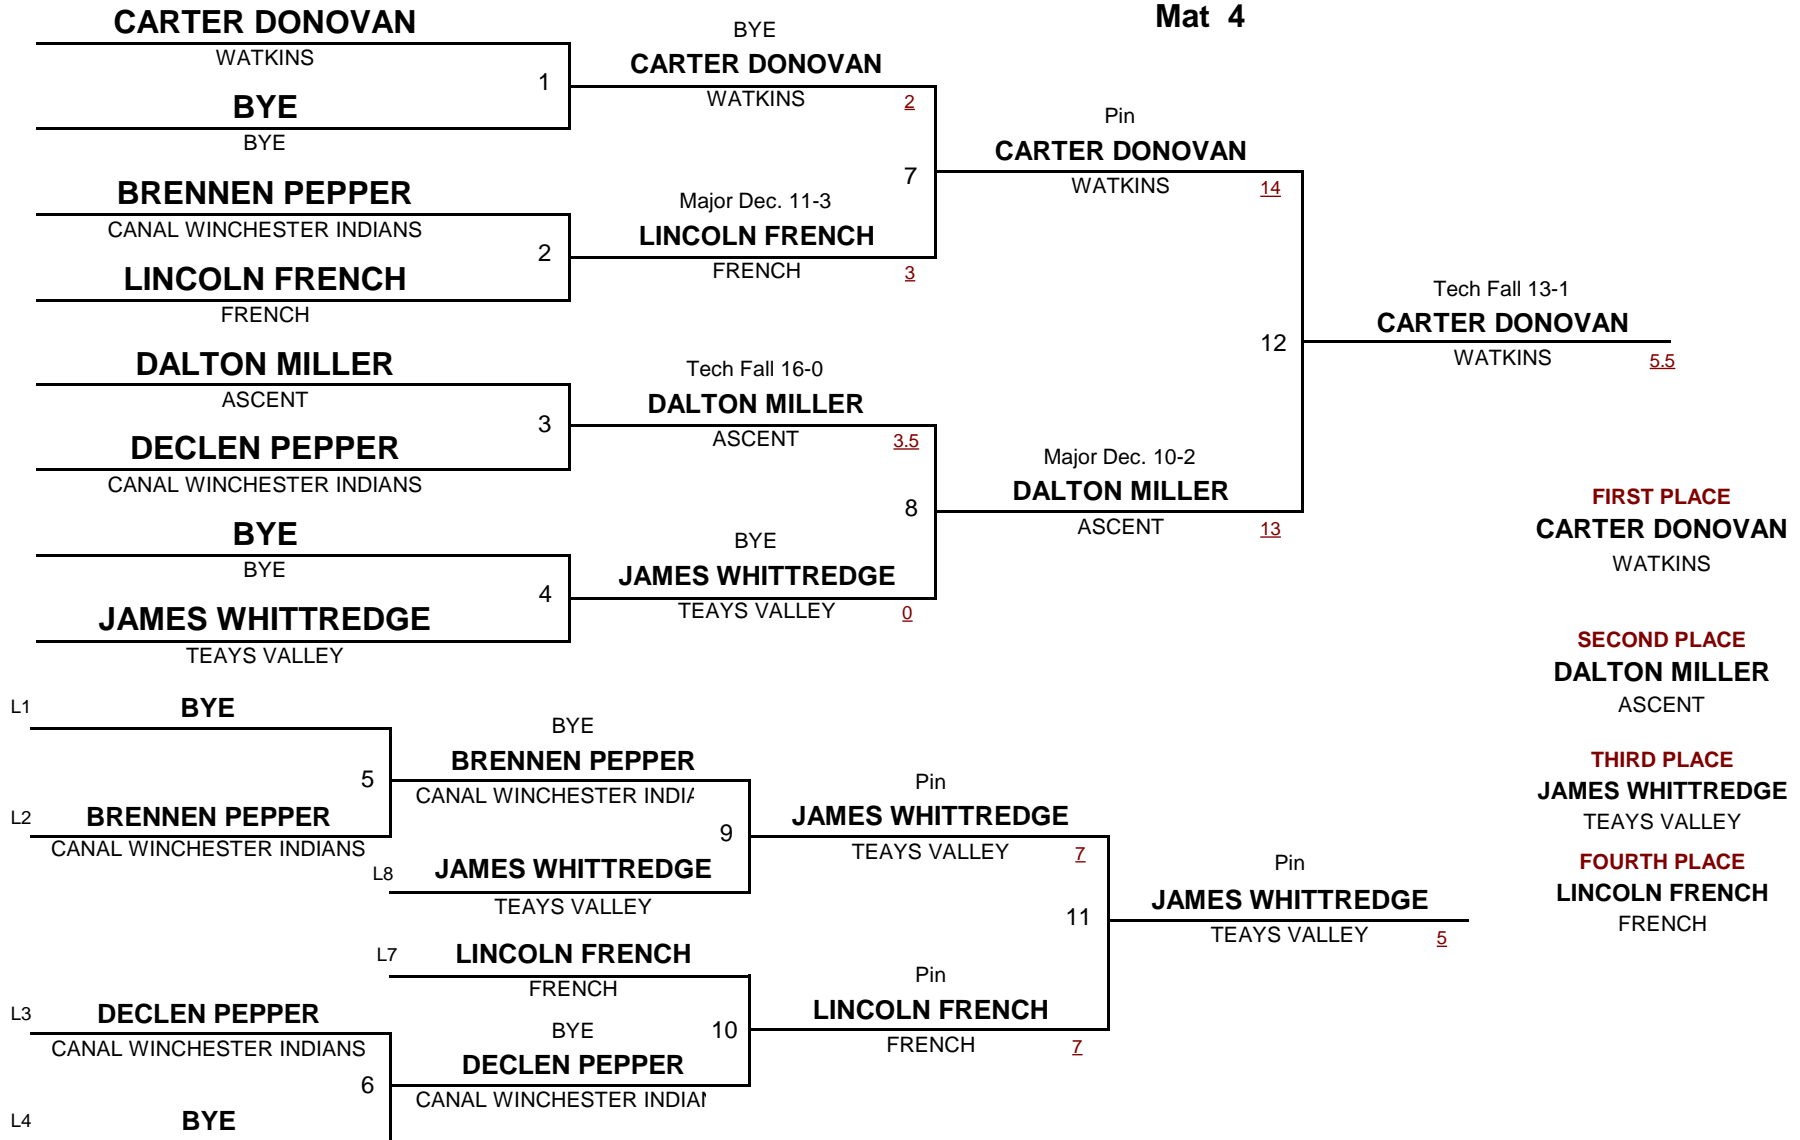 Mat 4
CARTER DONOVAN
WATKINS
1
BYE
BYE
BRENNEN PEPPER
CANAL WINCHESTER INDIANS
2
LINCOLN FRENCH
FRENCH
DALTON MILLER
ASCENT
3
DECLEN PEPPER
CANAL WINCHESTER INDIANS
BYE
BYE
4
JAMES WHITTREDGE
TEAYS VALLEY
BYE
CARTER DONOVAN
WATKINS 2
7
Major Dec. 11-3
LINCOLN FRENCH
FRENCH 3
Tech Fall 16-0
DALTON MILLER
ASCENT 3.5
8
BYE
JAMES WHITTREDGE
TEAYS VALLEY 0
Pin
CARTER DONOVAN
WATKINS 14
12
Major Dec. 10-2
DALTON MILLER
ASCENT 13
Tech Fall 13-1
CARTER DONOVAN
WATKINS 5.5
FIRST PLACE
CARTER DONOVAN
WATKINS
SECOND PLACE
DALTON MILLER
ASCENT
THIRD PLACE
JAMES WHITTREDGE
TEAYS VALLEY
FOURTH PLACE
LINCOLN FRENCH
FRENCH
L1 BYE
5
L2 BRENNEN PEPPER
CANAL WINCHESTER INDIANS
BYE
BRENNEN PEPPER
CANAL WINCHESTER INDIA
9
L8 JAMES WHITTREDGE
TEAYS VALLEY
L7 LINCOLN FRENCH
FRENCH
10
L3 DECLEN PEPPER
CANAL WINCHESTER INDIANS
6
L4 BYE
BYE
DECLEN PEPPER
CANAL WINCHESTER INDIAN
Pin
JAMES WHITTREDGE
TEAYS VALLEY 7
11
Pin
LINCOLN FRENCH
FRENCH 7
Pin
JAMES WHITTREDGE
TEAYS VALLEY 5